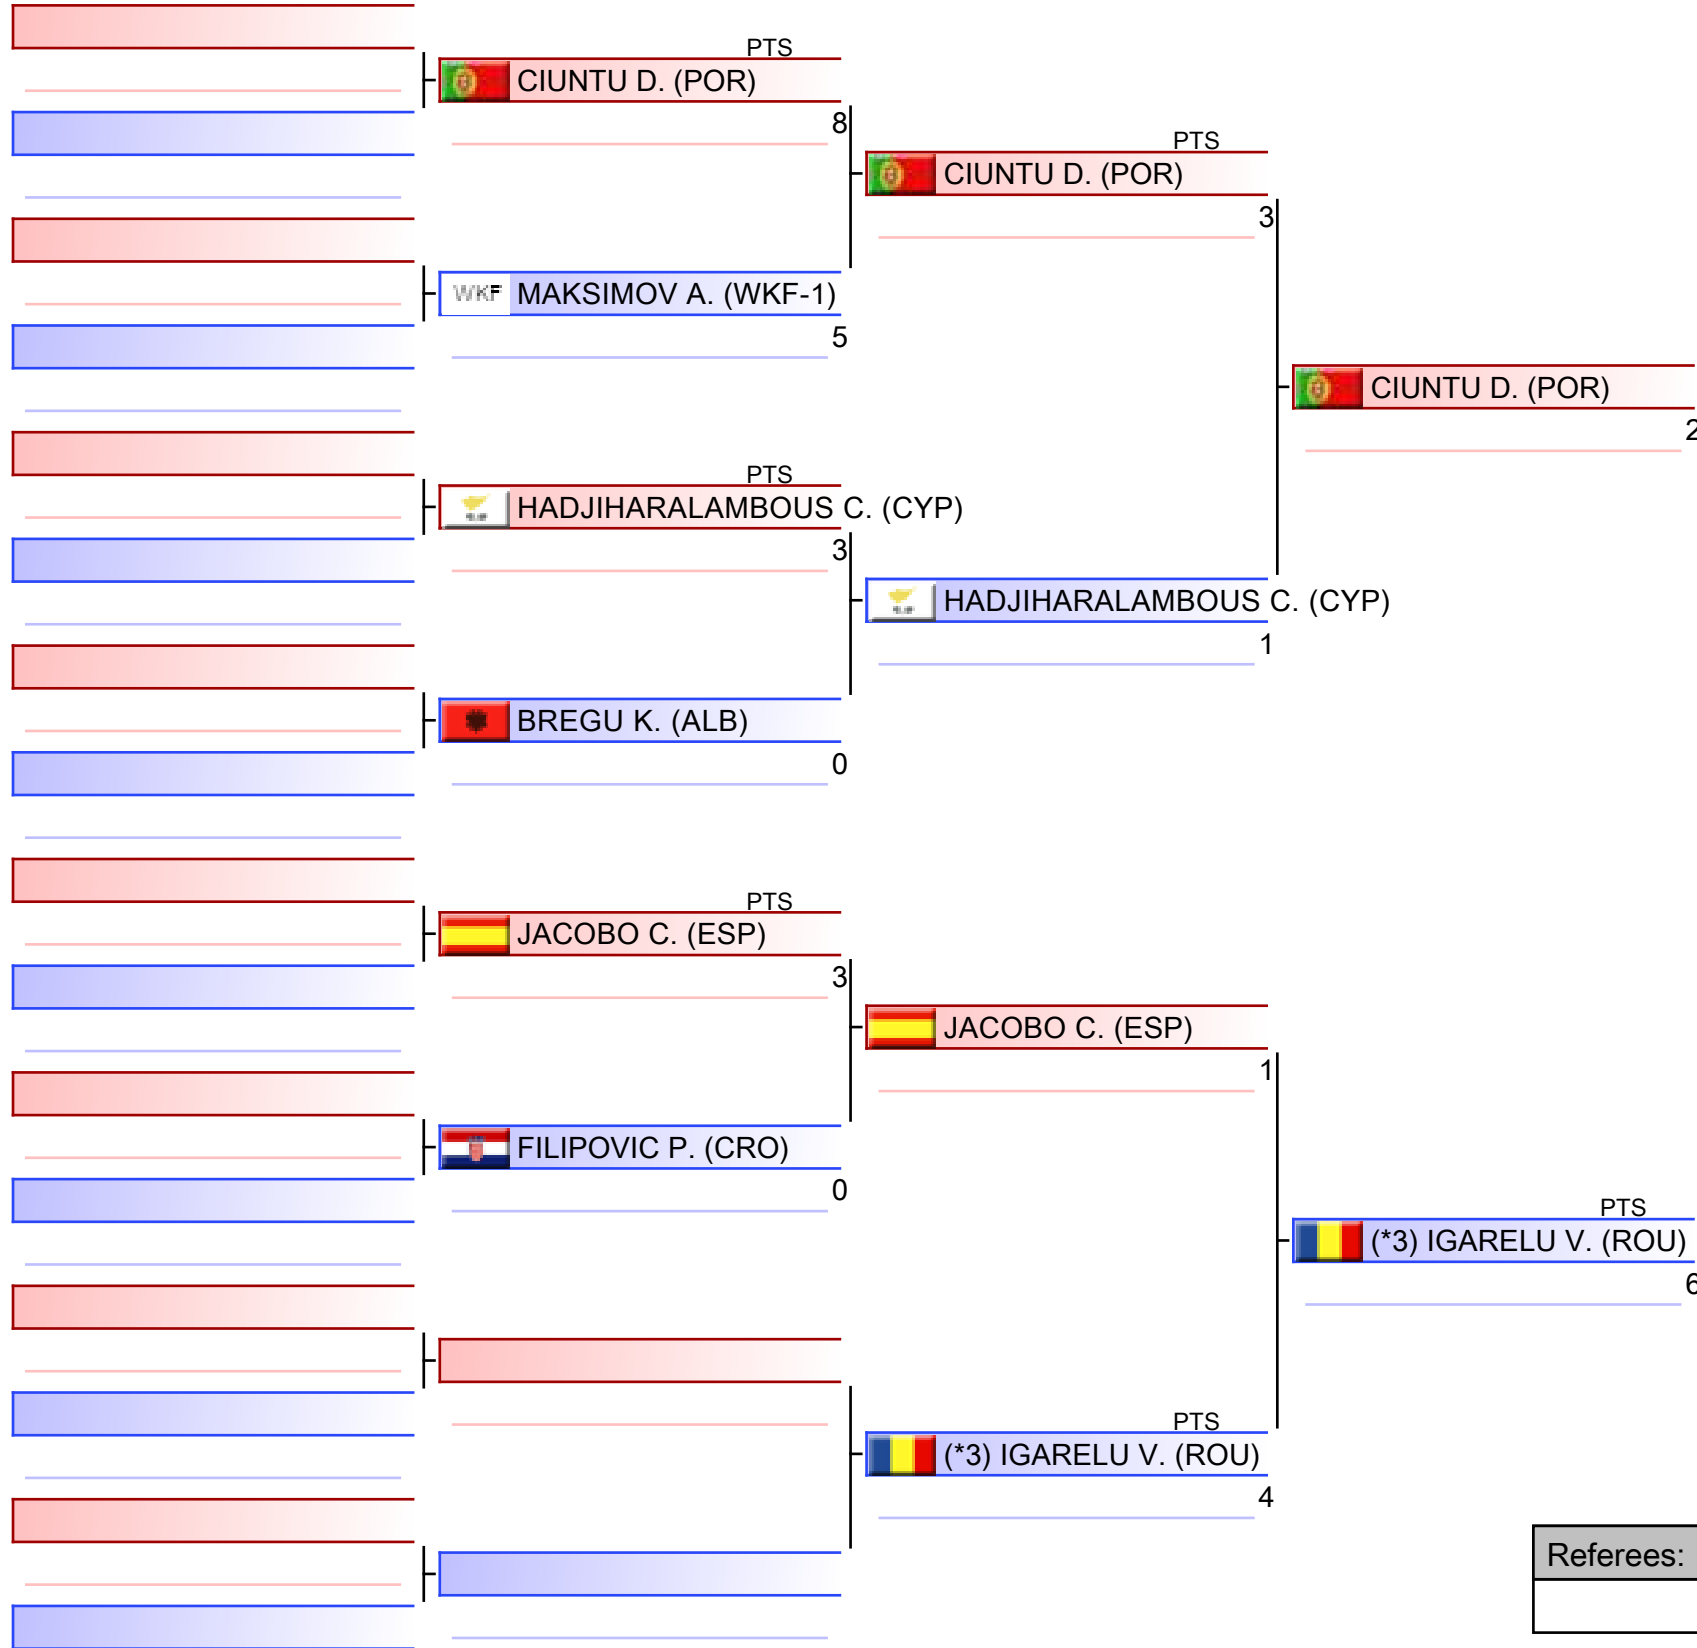 PTS
CIUNTU D. (POR)
8
PTS
CIUNTU D. (POR)
3
WKF MAKSIMOV A. (WKF-1)
5
CIUNTU D. (POR)
2
PTS
HADJIHARALAMBOUS C. (CYP)
3
HADJIHARALAMBOUS C. (CYP)
1
BREGU K. (ALB)
0
PTS
JACOBO C. (ESP)
3
JACOBO C. (ESP)
1
FILIPOVIC P. (CRO)
0
PTS
(*3) IGARELU V. (ROU)
6
PTS
(*3) IGARELU V. (ROU)
4
Referees: